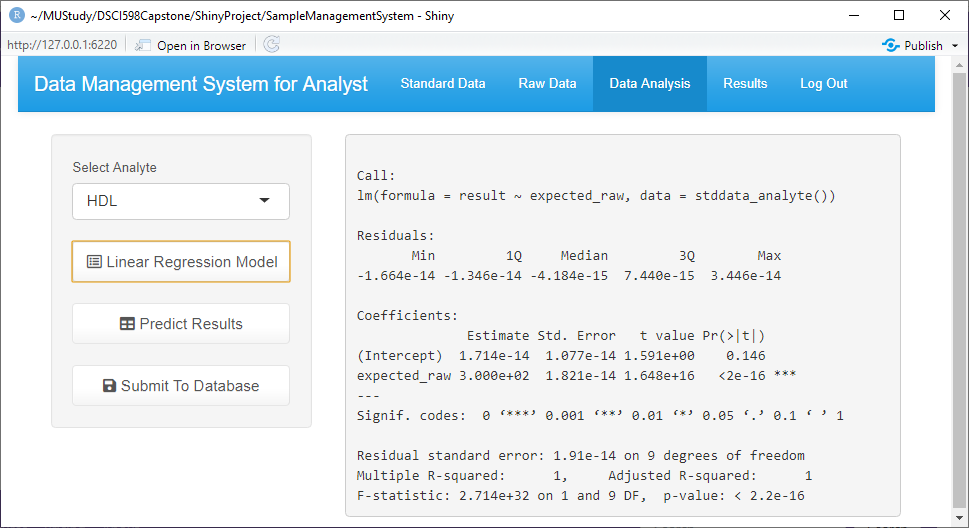 R ~/MUStudy/DSCI598Capstone/ShinyProject/SampleManagementSystem - Shiny
http://127.0.0.1:6220 Open in Browser Publish
Data Management System for Analyst Standard Data Raw Data Data Analysis Results Log Out
Select Analyte
HDL
Linear Regression Model
Predict Results
Submit To Database
Call:
lm(formula = result ~ expected_raw, data = stddata_analyte())
Residuals:
Min 1Q Median 3Q Max
-1.664e-14 -1.346e-14 -4.184e-15 7.440e-15 3.446e-14
Coefficients:
Estimate Std. Error t value Pr(>|t|)
(Intercept) 1.714e-14 1.077e-14 1.591e+00 0.146
expected_raw 3.000e+02 1.821e-14 1.648e+16 <2e-16 ***
---
Signif. codes: 0 ‘***’ 0.001 ‘**’ 0.01 ‘*’ 0.05 ‘.’ 0.1 ‘ ’ 1
Residual standard error: 1.91e-14 on 9 degrees of freedom
Multiple R-squared: 1, Adjusted R-squared: 1
F-statistic: 2.714e+32 on 1 and 9 DF, p-value: < 2.2e-16